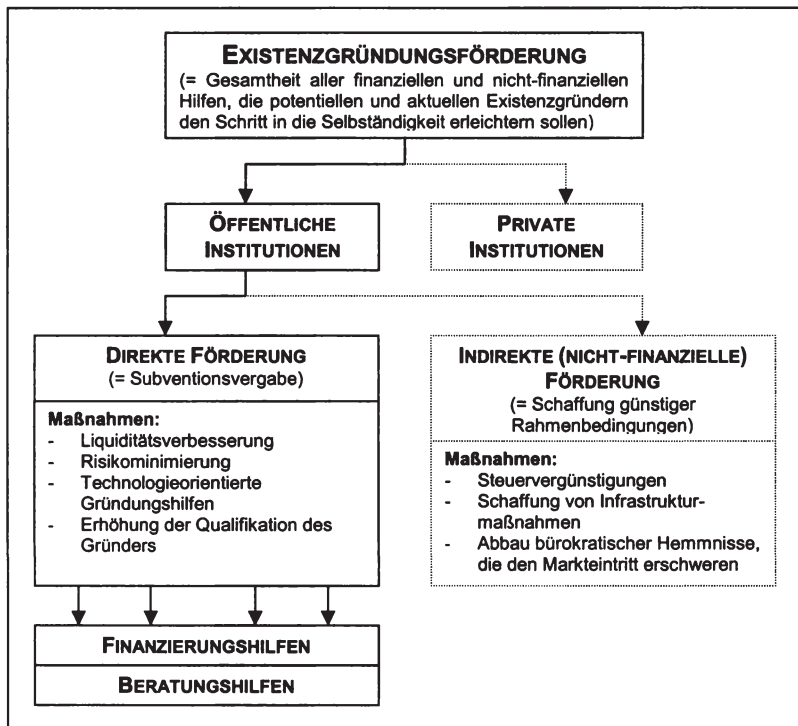 EXISTENZGRÜNDUNGSFÖRDERUNG
(= Gesamtheit aller finanziellen und nicht-finanziellen
Hilfen, die potentiellen und aktuellen Existenzgründern
den Schritt in die Selbständigkeit erleichtern sollen)
ÖFFENTLICHE
INSTITUTIONEN
PRIVATE
INSTITUTIONEN
DIREKTE FÖRDERUNG
(= Subventionsvergabe)
Maßnahmen:
- Liquiditätsverbesserung
- Risikominimierung
- Technologieorientierte
Gründungshilfen
- Erhöhung der Qualifikation des
Gründers
INDIREKTE (NICHT-FINANZIELLE)
FÖRDERUNG
(= Schaffung günstiger
Rahmenbedingungen)
Maßnahmen:
- Steuervergünstigungen
- Schaffung von Infrastruktur-
maßnahmen
- Abbau bürokratischer Hemmnisse,
die den Markteintritt erschweren
FINANZIERUNGSHILFEN
BERATUNGSHILFEN